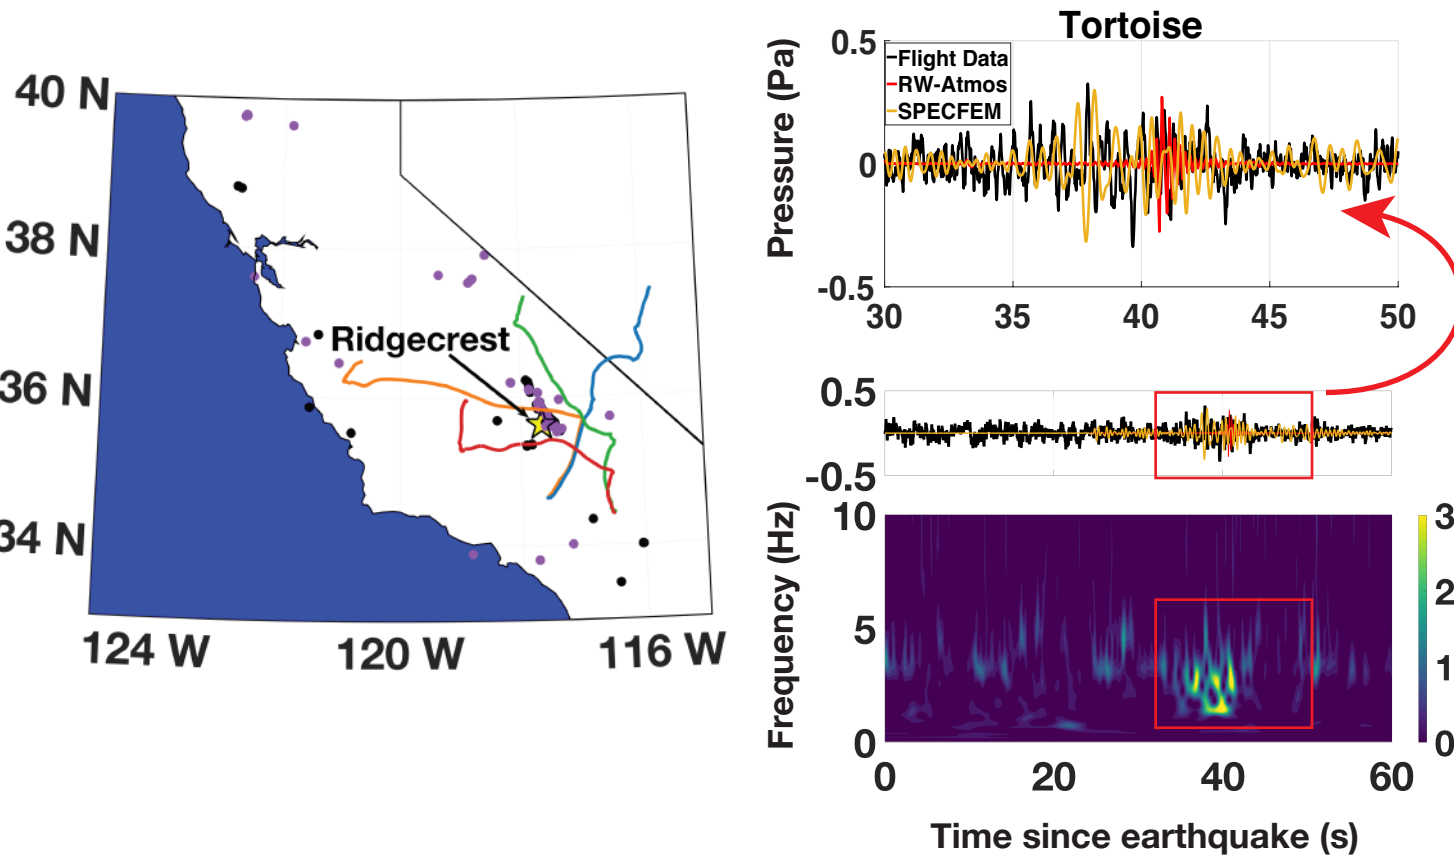 40 N
38 N
36 N
34 N
124 W
120 W
116 W
Ridgecrest
Tortoise
Pressure (Pa)
0.5
0
-0.5
Flight Data
RW-Atmos
SPECFEM
30
35
40
45
50
0.5
-0.5
Frequency (Hz)
10
5
0
3
2
1
0
0
20
40
60
Time since earthquake (s)